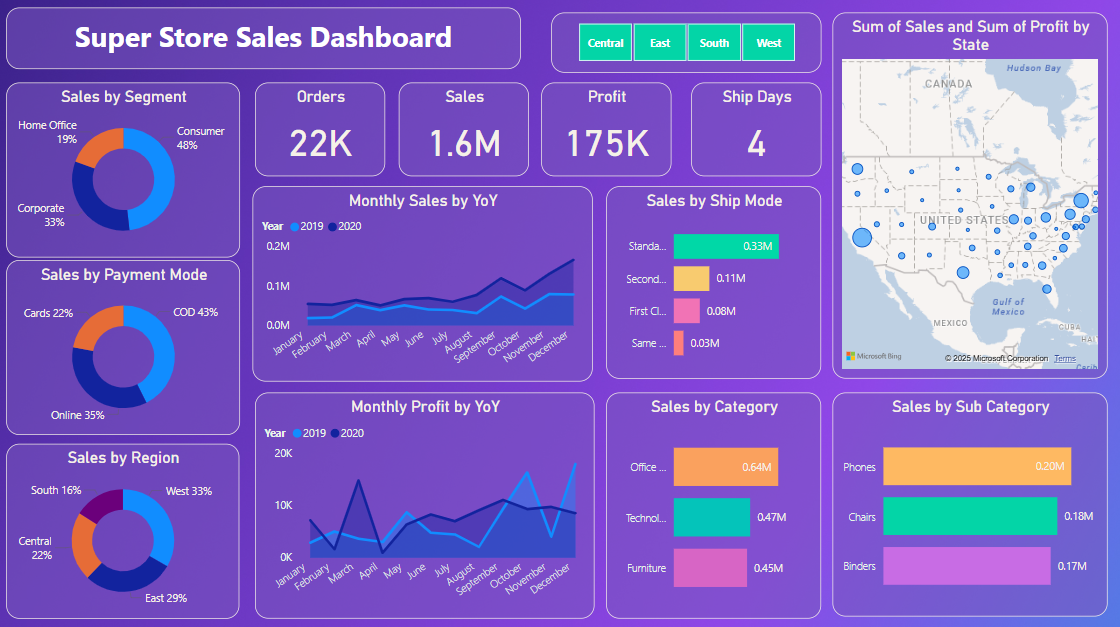 Super Store Sales Dashboard
Central East South West
Sum of Sales and Sum of Profit by
State
Hudson Bay
CANADA
UNITED STATES
MEXICO
Gulf of
Mexico
CUBA
Microsoft Bing
© 2025 Microsoft Corporation Terms
Sales by Segment
Home Office
19%
Consumer
48%
Corporate
33%
Orders
22K
Sales
1.6M
Profit
175K
Ship Days
4
Monthly Sales by YoY
Year 2019 2020
0.2M
0.1M
0.0M
January
February
March
April
May
June
July
August
September
October
November
December
Sales by Ship Mode
Standa... 0.33M
Second... 0.11M
First Cl... 0.08M
Same ... 0.03M
Sales by Payment Mode
Cards 22%
COD 43%
Online 35%
Sales by Region
South 16%
West 33%
Central
22%
East 29%
Monthly Profit by YoY
Year 2019 2020
20K
10K
0K
January
February
March
April
May
June
July
August
September
October
November
December
Sales by Category
Office ... 0.64M
Technol... 0.47M
Furniture 0.45M
Sales by Sub Category
Phones 0.20M
Chairs 0.18M
Binders 0.17M